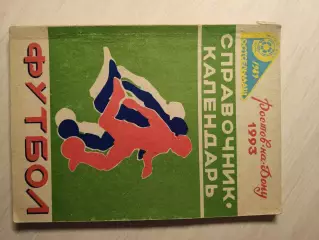 Ростов-на-Дону
1993
СПРАВОЧНИК-
КАЛЕНДАРЬ
ФУТБОЛ